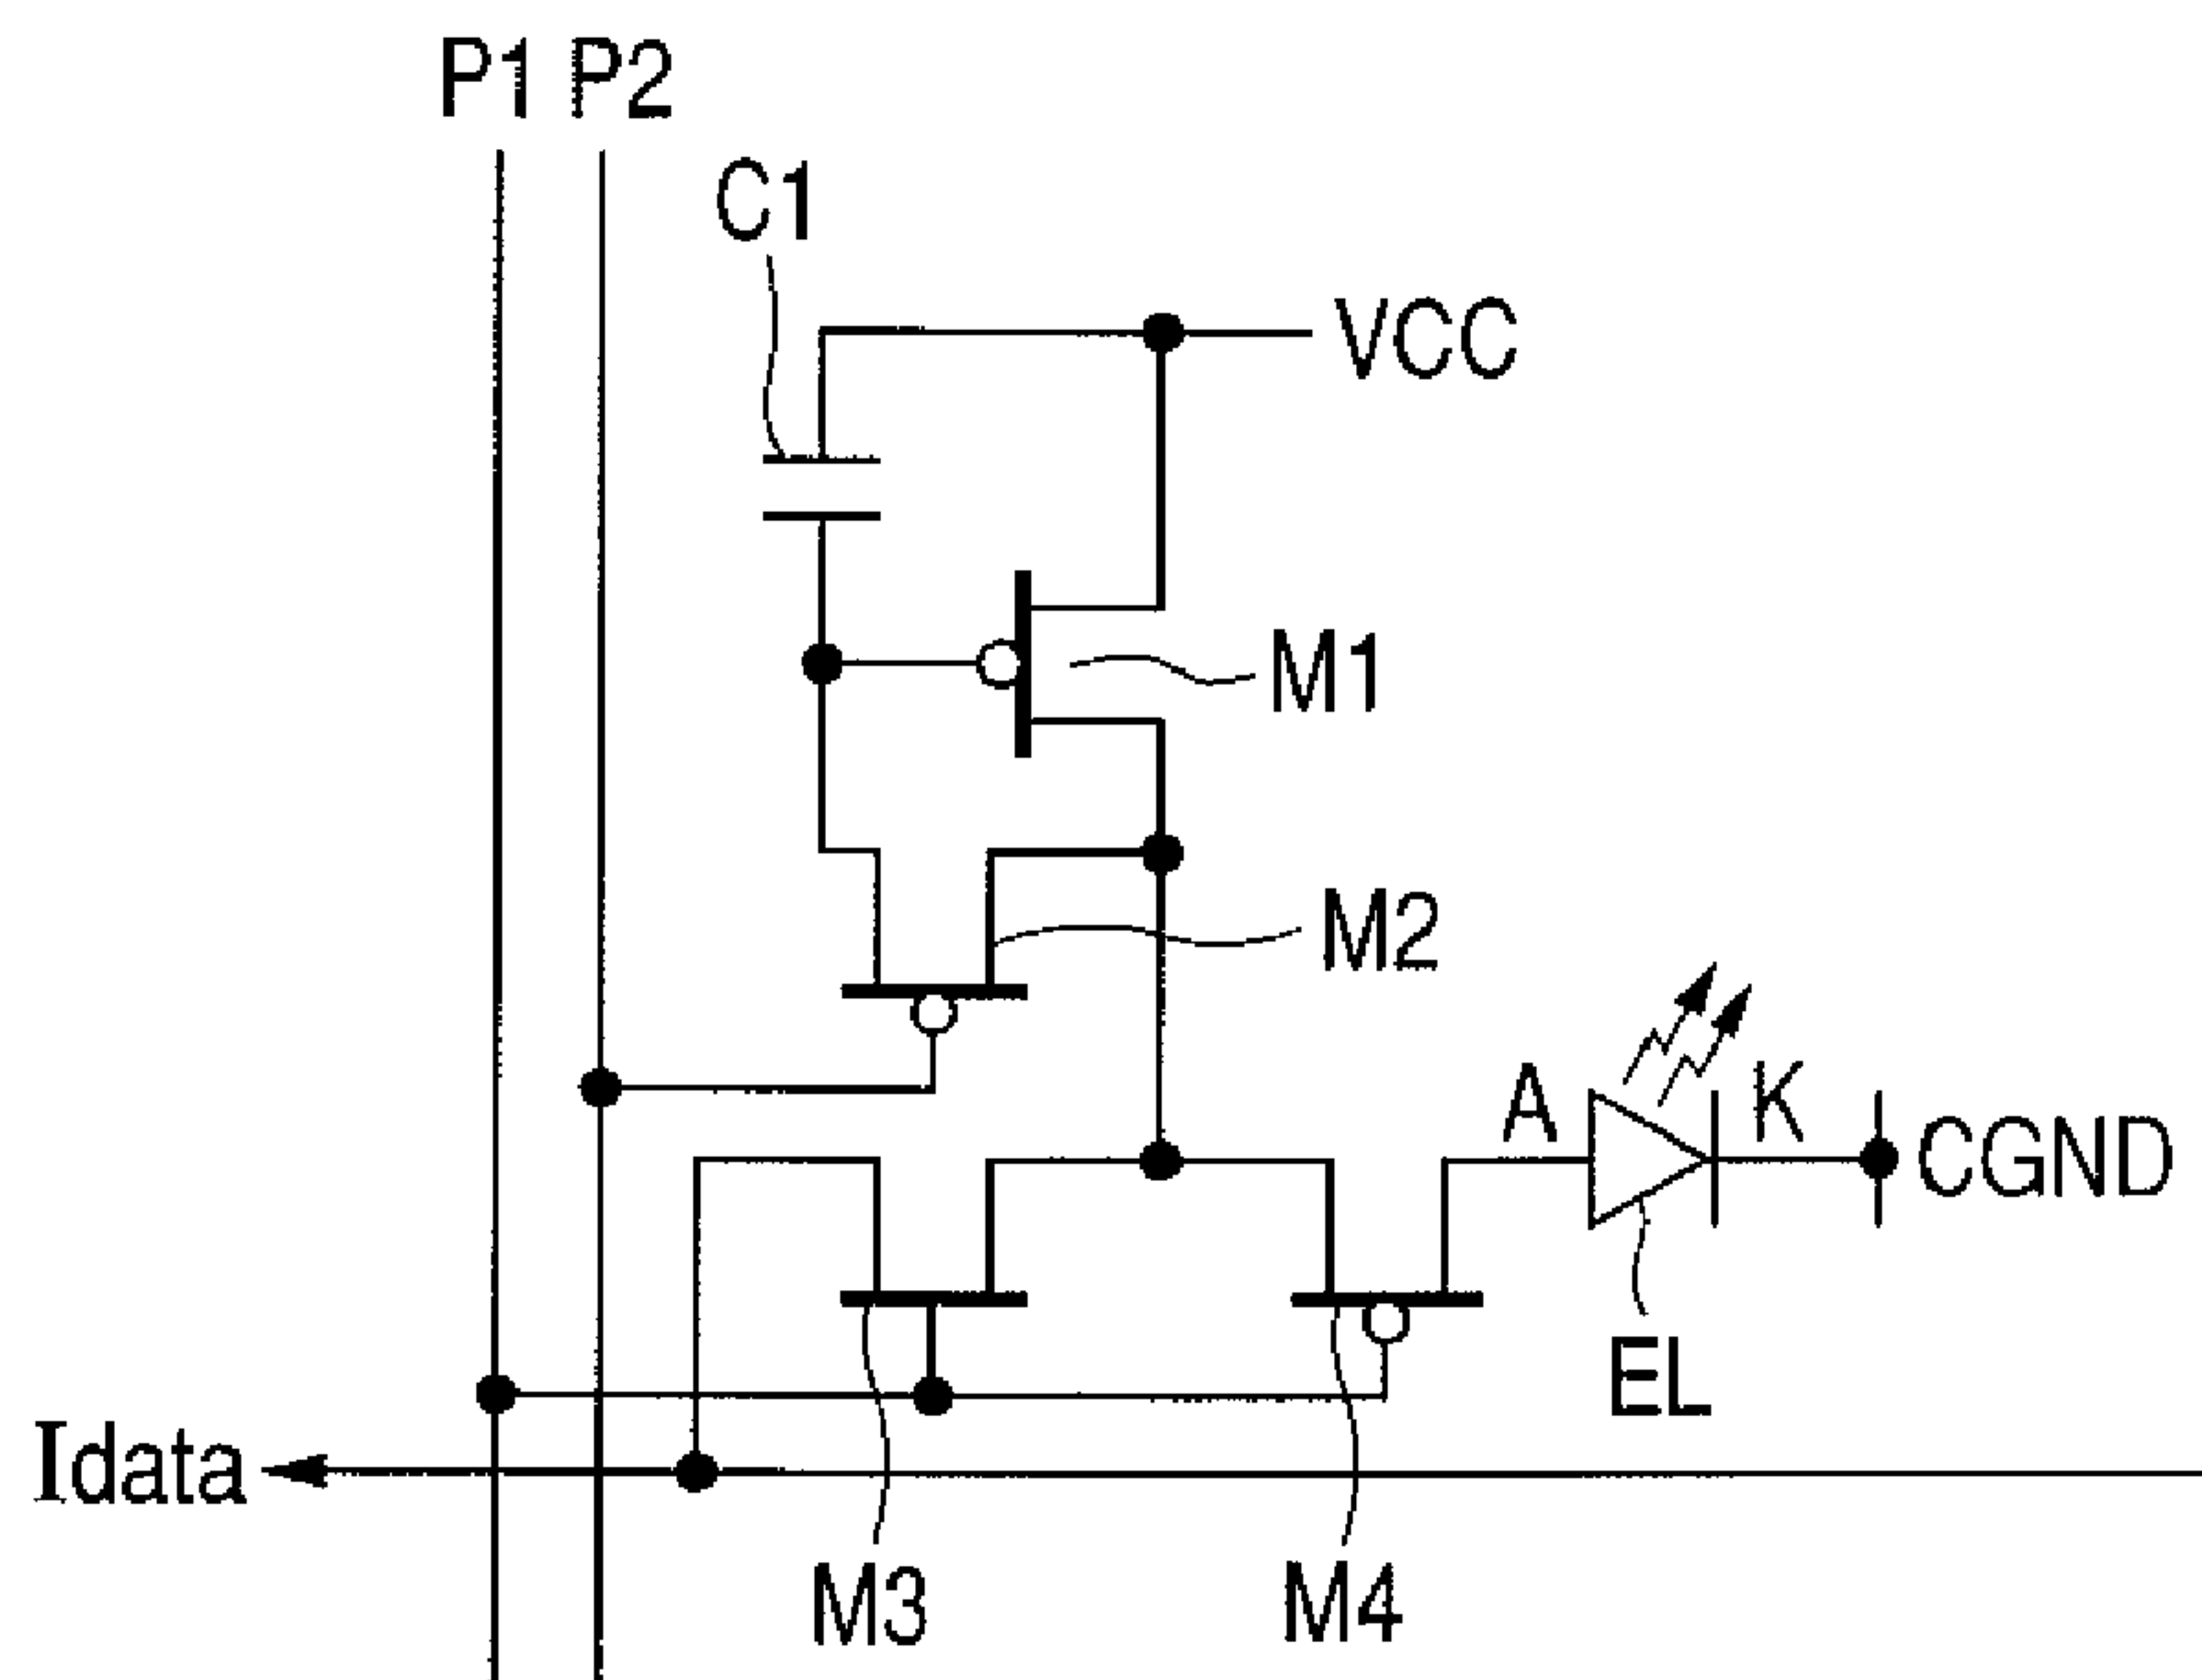 P1 P2
C1
VCC
M1
M2
A K
CGND
EL
Idata
M3 M4